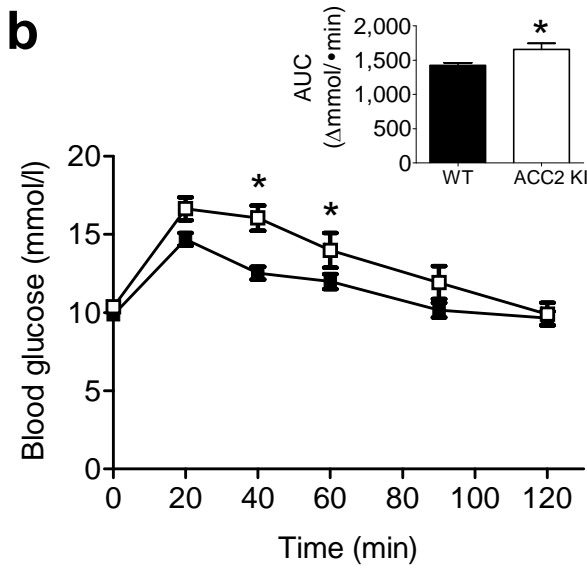 b
*
2,000
1,500
1,000
500
0
AUC
(Δmmol/•min)
WT ACC2 KI
20
15
10
5
0
Blood glucose (mmol/l)
* *
0 20 40 60 80 100 120
Time (min)